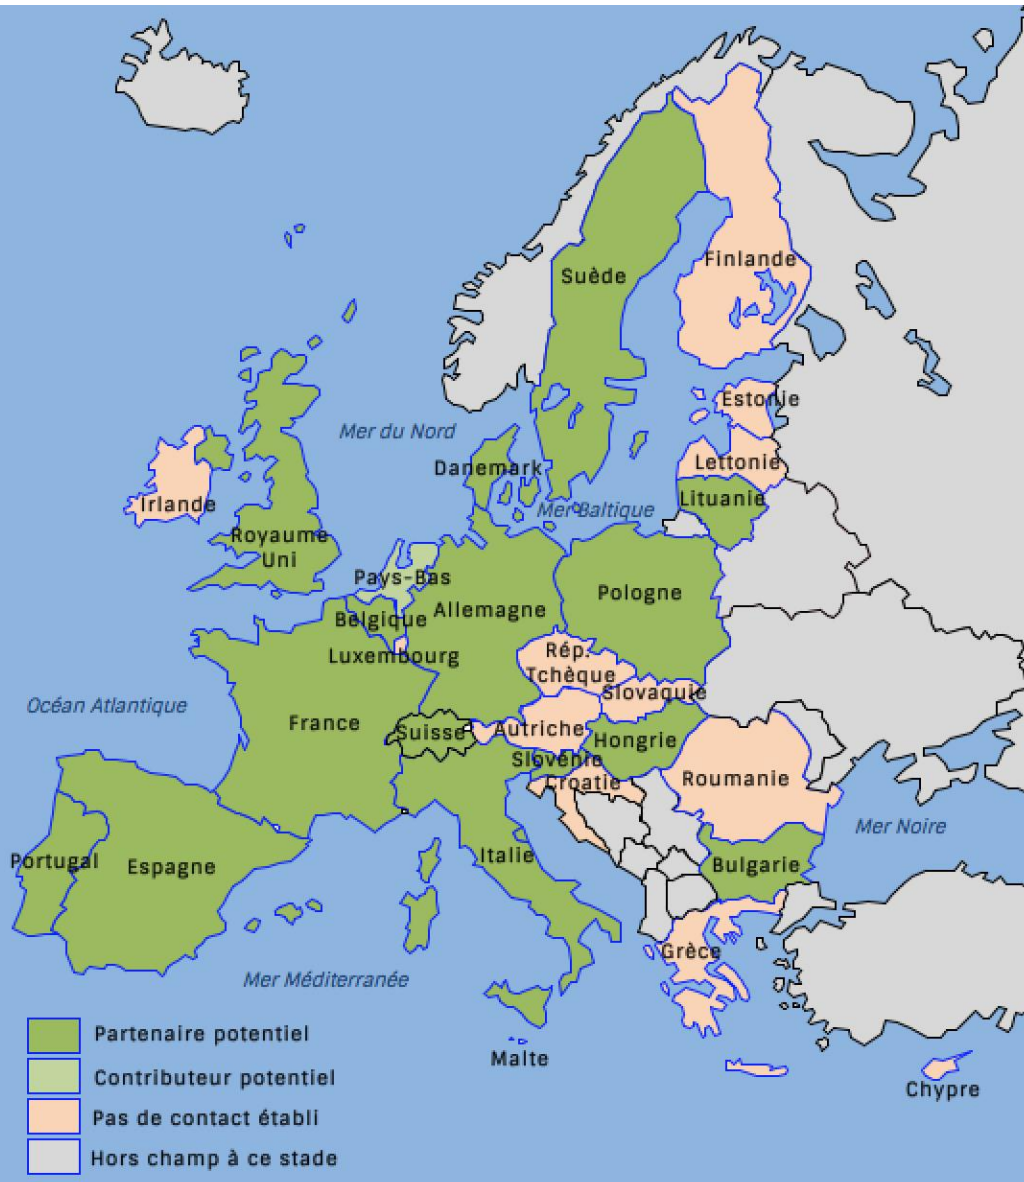 Finlande
Suède
Estonie
Mer du Nord
Lettonie
Danemark
Lituanie
Irlande
Mer Baltique
Royaume
Uni
Pays-Bas
Pologne
Allemagne
Belgique
Rép.
Tchèque
Luxembourg
Slovaquie
Océan Atlantique
France
Suisse
Autriche
Hongrie
Slovénie
Roumanie
Croatie
Mer Noire
Portugal
Espagne
Italie
Bulgarie
Grèce
Mer Méditerranée
Malte
Chypre
Partenaire potentiel
Contributeur potentiel
Pas de contact établi
Hors champ à ce stade